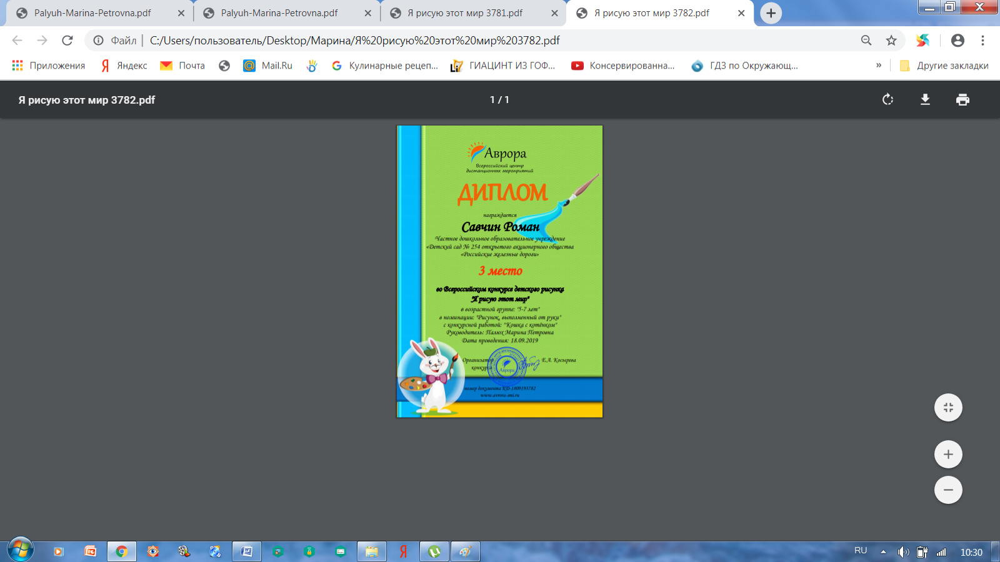 Palyuh-Marina-Petrovna.pdf
Palyuh-Marina-Petrovna.pdf
Я рисую этот мир 3781.pdf
Я рисую этот мир 3782.pdf
Файл
C:/Users/пользователь/Desktop/Марина/Я%20рисую%20этот%20мир%203782.pdf
Приложения
Яндекс
Почта
Mail.Ru
Кулинарные рецеп...
ГИАЦИНТ ИЗ ГОФ...
Консервированна...
ГДЗ по Окружающ...
»
Другие закладки
Я рисую этот мир 3782.pdf
1 / 1
Аврора
Всероссийский центр
дистанционных мероприятий
ДИПЛОМ
награждается
Савчин Роман
Частное дошкольное образовательное учреждение
«Детский сад № 254 открытого акционерного общества
«Российские железные дороги»
3 место
во Всероссийском конкурсе детского рисунка
"Я рисую этот мир"
в возрастной группе: "5-7 лет"
в номинации: "Рисунок, выполненный от руки"
с конкурсной работой: "Кошка с котёнком"
Руководитель: Палюх Марина Петровна
Дата проведения: 18.09.2019
Организатор
конкурса
Аврора
Е.А. Косырева
номер документа КД-1809193782
www.avrora-smi.ru
RU
10:30